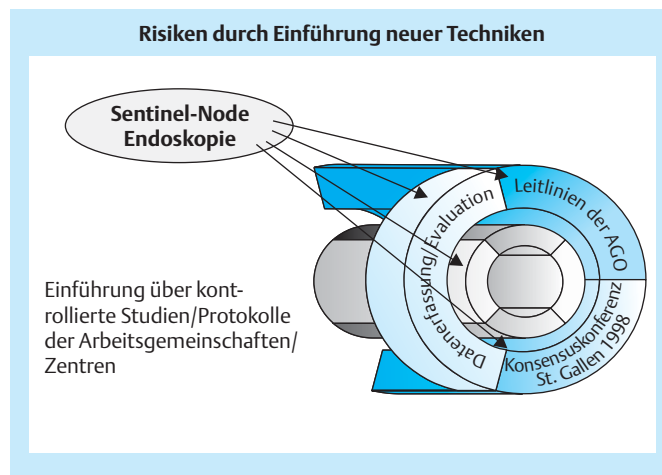 Risiken durch Einführung neuer Techniken
Sentinel-Node
Endoskopie
Leitlinien der AGO
Datenerfassung/Evaluation
Konsensuskonferenz
St. Gallen 1998
Einführung über kont-
rollierte Studien/Protokolle
der Arbeitsgemeinschaften/
Zentren